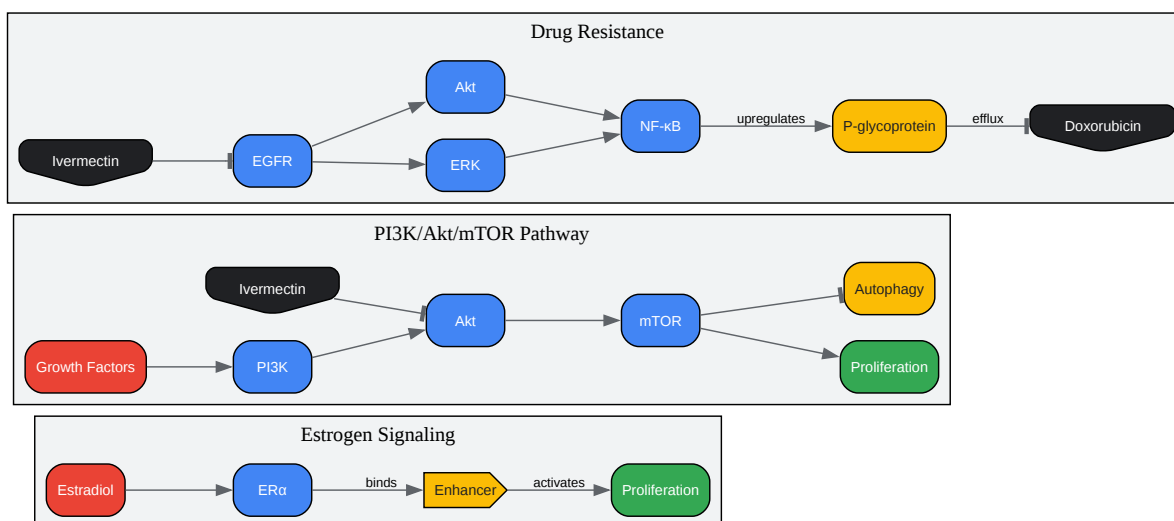 Drug Resistance
Akt
NF-κB
upregulates
P-glycoprotein
efflux
Doxorubicin
Ivermectin
EGFR
ERK
PI3K/Akt/mTOR Pathway
Ivermectin
Autophagy
Akt
mTOR
Growth Factors
PI3K
Proliferation
Estrogen Signaling
Estradiol
ERα
binds
Enhancer
activates
Proliferation